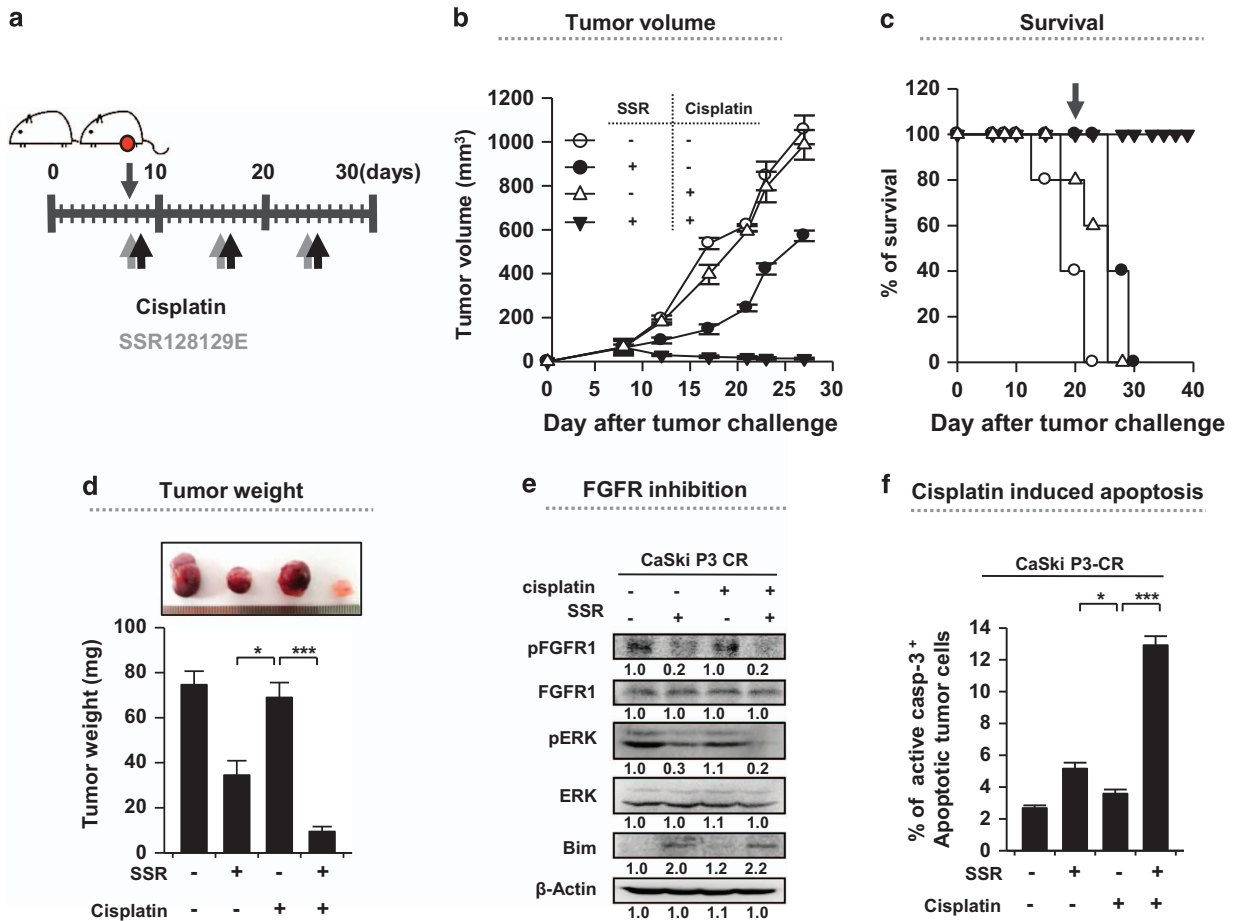 a
0 10 20 30(days)
Cisplatin
SSR128129E
b Tumor volume
SSR Cisplatin
- -
+ -
- +
+ +
Tumor volume (mm3)
1200
1000
800
600
400
200
0
0 5 10 15 20 25 30
Day after tumor challenge
c Survival
% of survival
120
100
80
60
40
20
0
0 10 20 30 40
Day after tumor challenge
d Tumor weight
Tumor weight (mg)
100
80
60
40
20
0
* ***
SSR - + - +
Cisplatin - - + +
e FGFR inhibition
CaSki P3 CR
cisplatin - - + +
SSR - + - +
pFGFR1
1.0 0.2 1.0 0.2
FGFR1
1.0 1.0 1.0 1.0
pERK
1.0 0.3 1.1 0.2
ERK
1.0 1.0 1.1 1.0
Bim
1.0 2.0 1.2 2.2
β-Actin
1.0 1.0 1.1 1.0
f Cisplatin induced apoptosis
CaSki P3-CR
* ***
% of active casp-3+
Apoptotic tumor cells
14
12
10
8
6
4
2
0
SSR - + - +
Cisplatin - - + +